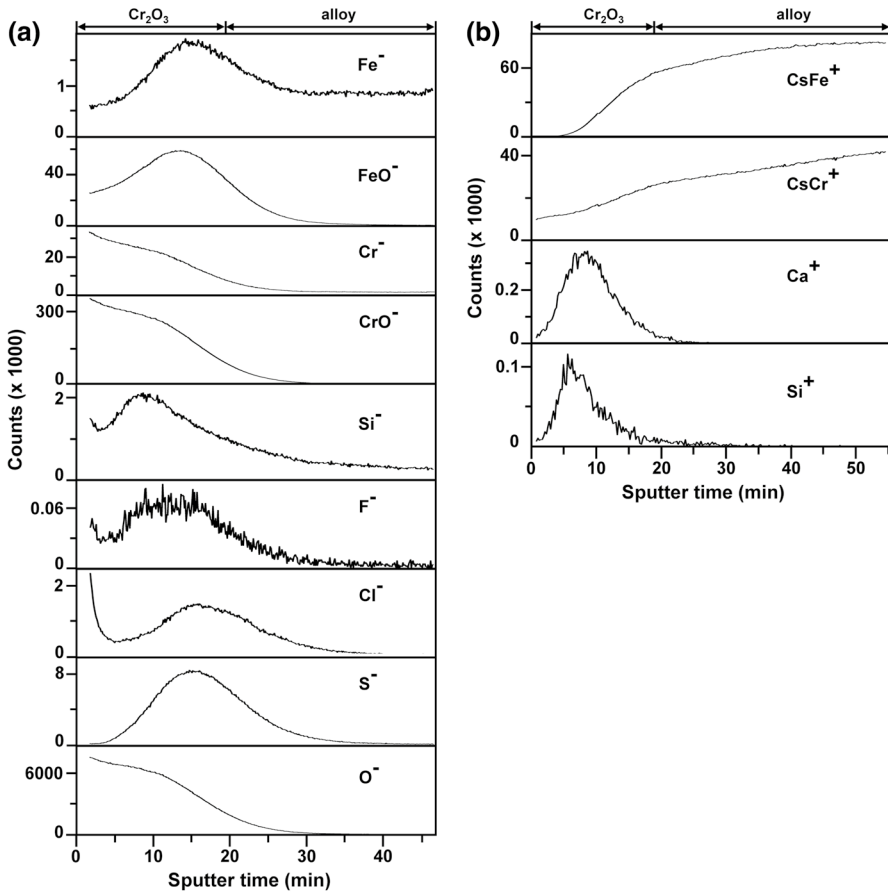 (a)
Cr₂O₃ alloy
Fe⁻
1
0
FeO⁻
40
0
Cr⁻
20
0
CrO⁻
300
0
Si⁻
2
0
F⁻
0.06
0
Cl⁻
2
0
S⁻
8
0
O⁻
6000
0
0 10 20 30 40
Sputter time (min)
Counts (x 1000)
(b)
Cr₂O₃ alloy
CsFe⁺
60
0
CsCr⁺
40
0
Ca⁺
0.2
0
Si⁺
0.1
0
0 10 20 30 40 50
Sputter time (min)
Counts (x 1000)